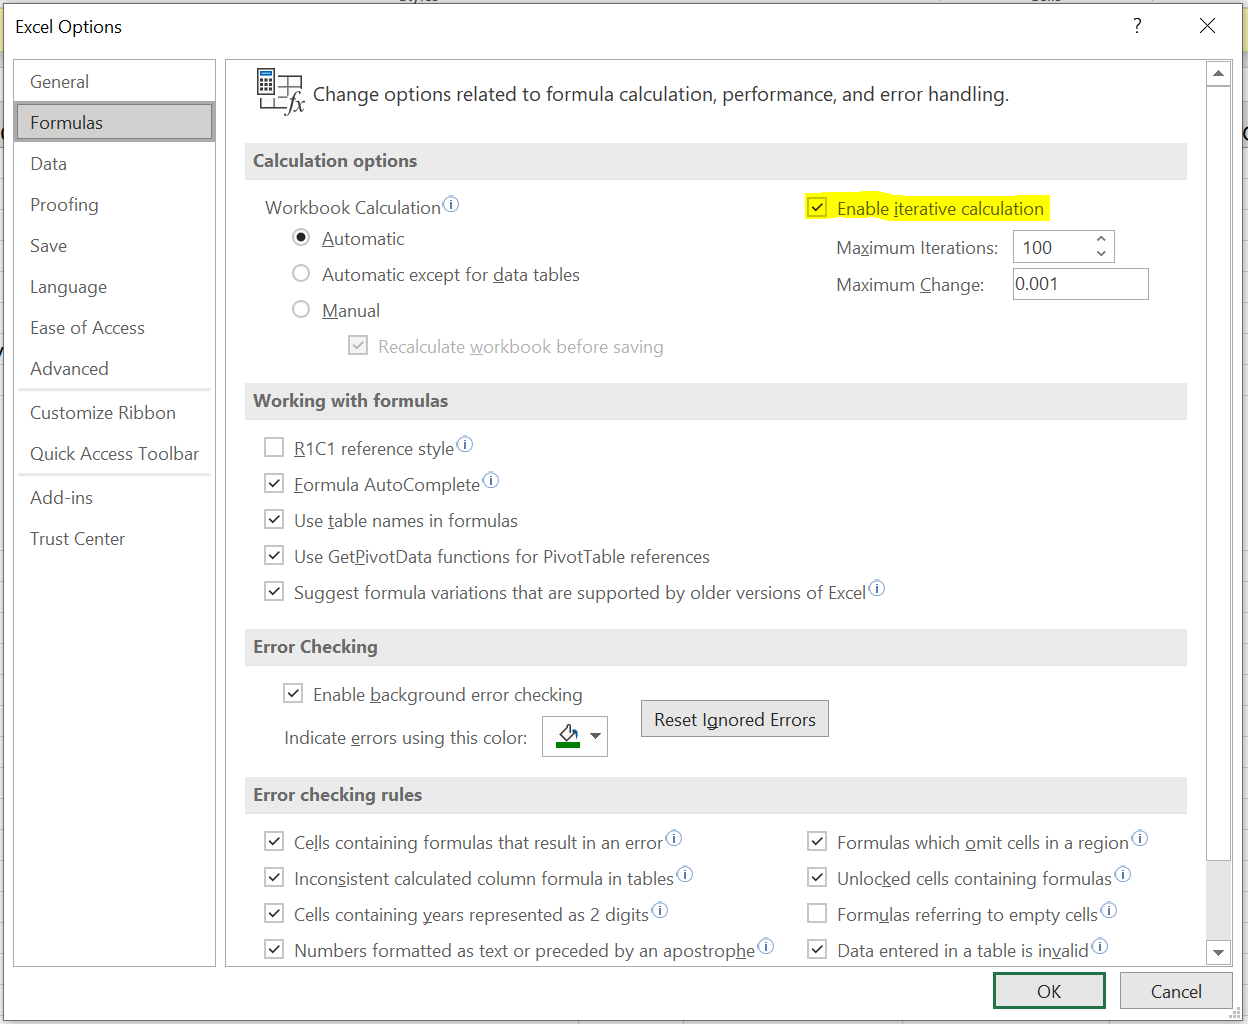 Excel Options
?
General
Formulas
Data
Proofing
Save
Language
Ease of Access
Advanced
Customize Ribbon
Quick Access Toolbar
Add-ins
Trust Center
fx Change options related to formula calculation, performance, and error handling.
Calculation options
Workbook Calculation
Automatic
Automatic except for data tables
Manual
Recalculate workbook before saving
Enable iterative calculation
Maximum Iterations: 100
Maximum Change: 0.001
Working with formulas
R1C1 reference style
Formula AutoComplete
Use table names in formulas
Use GetPivotData functions for PivotTable references
Suggest formula variations that are supported by older versions of Excel
Error Checking
Enable background error checking
Indicate errors using this color:
Reset Ignored Errors
Error checking rules
Cells containing formulas that result in an error
Inconsistent calculated column formula in tables
Cells containing years represented as 2 digits
Numbers formatted as text or preceded by an apostrophe
Formulas which omit cells in a region
Unlocked cells containing formulas
Formulas referring to empty cells
Data entered in a table is invalid
OK
Cancel